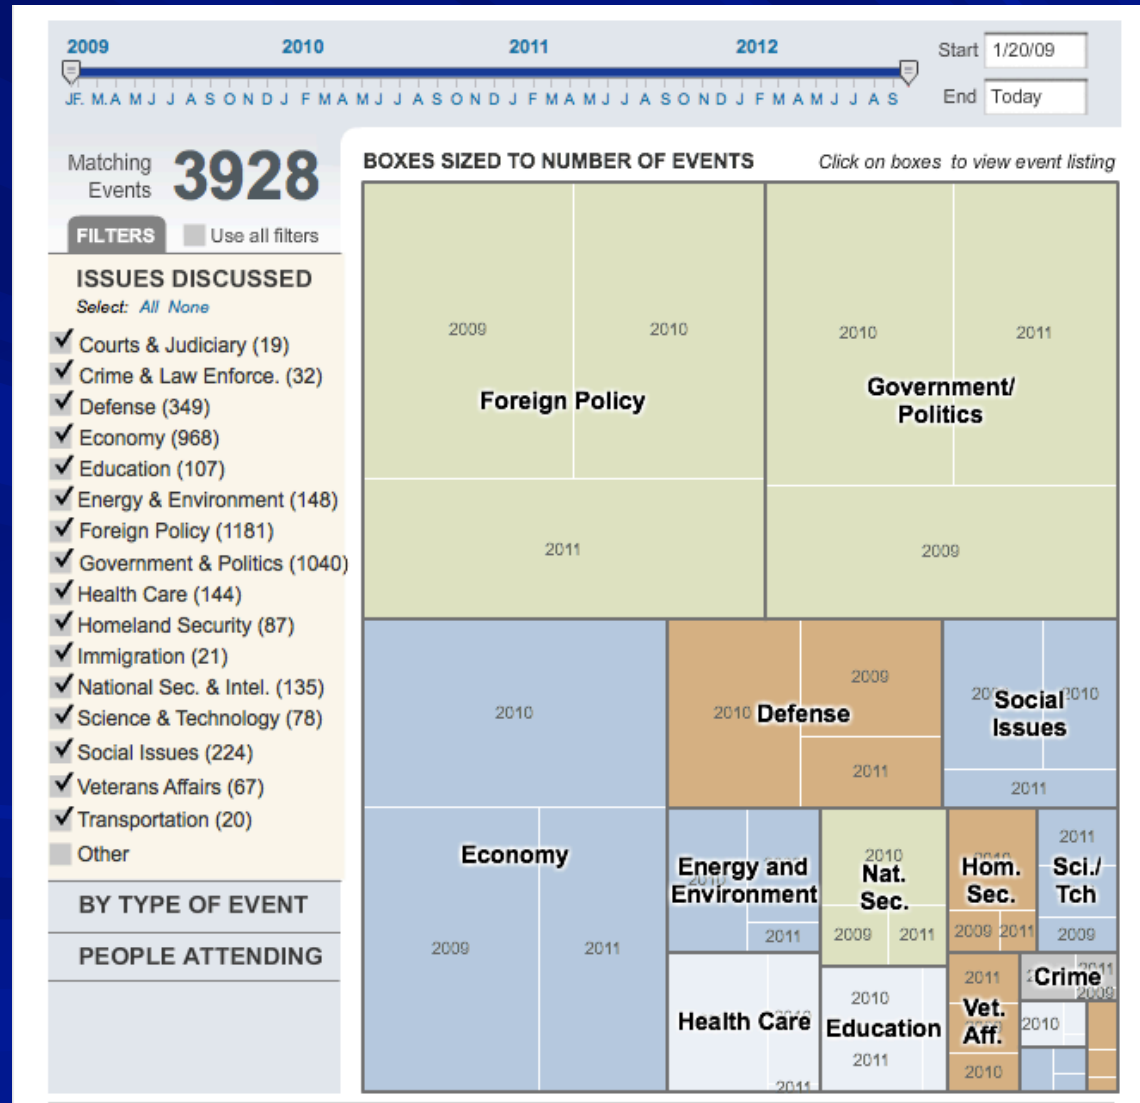 2009 2010 2011 2012
Start 1/20/09
JF. M.A M J J A S O N D J F M A M J J A S O N D J F M A M J J A S O N D J F M A M J J A S
End Today
Matching Events 3928
FILTERS Use all filters
ISSUES DISCUSSED
Select: All None
Courts & Judiciary (19)
Crime & Law Enforce. (32)
Defense (349)
Economy (968)
Education (107)
Energy & Environment (148)
Foreign Policy (1181)
Government & Politics (1040)
Health Care (144)
Homeland Security (87)
Immigration (21)
National Sec. & Intel. (135)
Science & Technology (78)
Social Issues (224)
Veterans Affairs (67)
Transportation (20)
Other
BY TYPE OF EVENT
PEOPLE ATTENDING
BOXES SIZED TO NUMBER OF EVENTS
Click on boxes to view event listing
2009 2010
Foreign Policy
2011
2010 2011
Government/
Politics
2009
2010
Economy
2009 2011
2009
2010 Defense
2011
2010
Social
Issues
2011
Energy and
Environment
2011
2010
Nat.
Sec.
2009 2011
Hom.
Sec.
2009 2011
2011
Sci./
Tch
2009
Health Care
2011
2010
Education
2011
2011
Vet.
Aff.
2010
2011
Crime
2009
2010